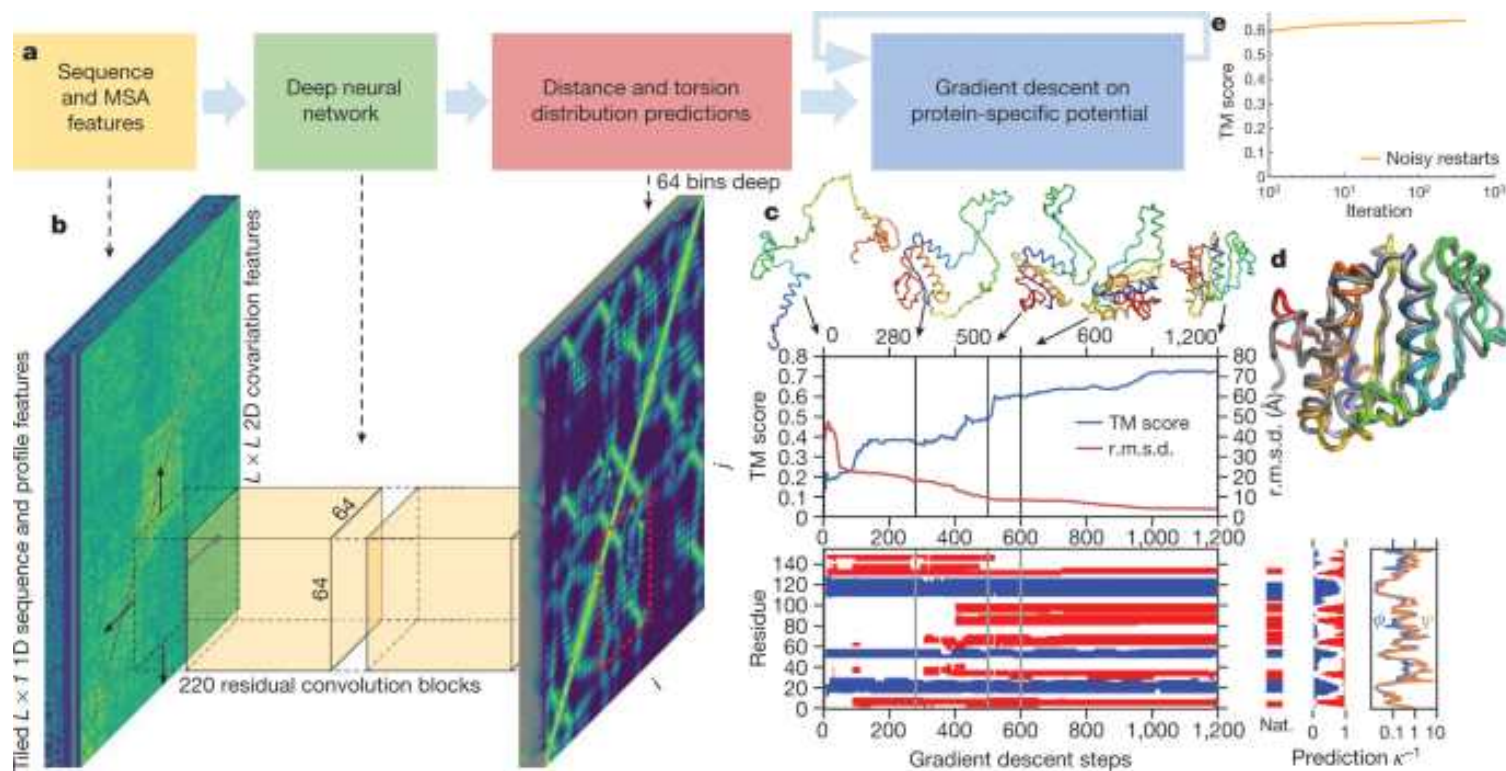 a
Sequence
and MSA
features
Deep neural
network
Distance and torsion
distribution predictions
Gradient descent on
protein-specific potential
e
TM score
0.6
0.5
0.4
0.3
0.2
0.1
0
Noisy restarts
10⁰ 10¹ 10² 10³
Iteration
64 bins deep
b
Tiled L × 1 1D sequence and profile features
L × L 2D covariation features
64
64
220 residual convolution blocks
i
j
c
0 280 500 600 1,200
TM score
0.8
0.7
0.6
0.5
0.4
0.3
0.2
0.1
0
TM score
r.m.s.d.
80
70
60
50
40
30
20
10
0
r.m.s.d. (Å)
0 200 400 600 800 1,000 1,200
Residue
140
120
100
80
60
40
20
0
0 200 400 600 800 1,000 1,200
Gradient descent steps
d
Nat.
0 1
0.1 1 10
Prediction κ⁻¹